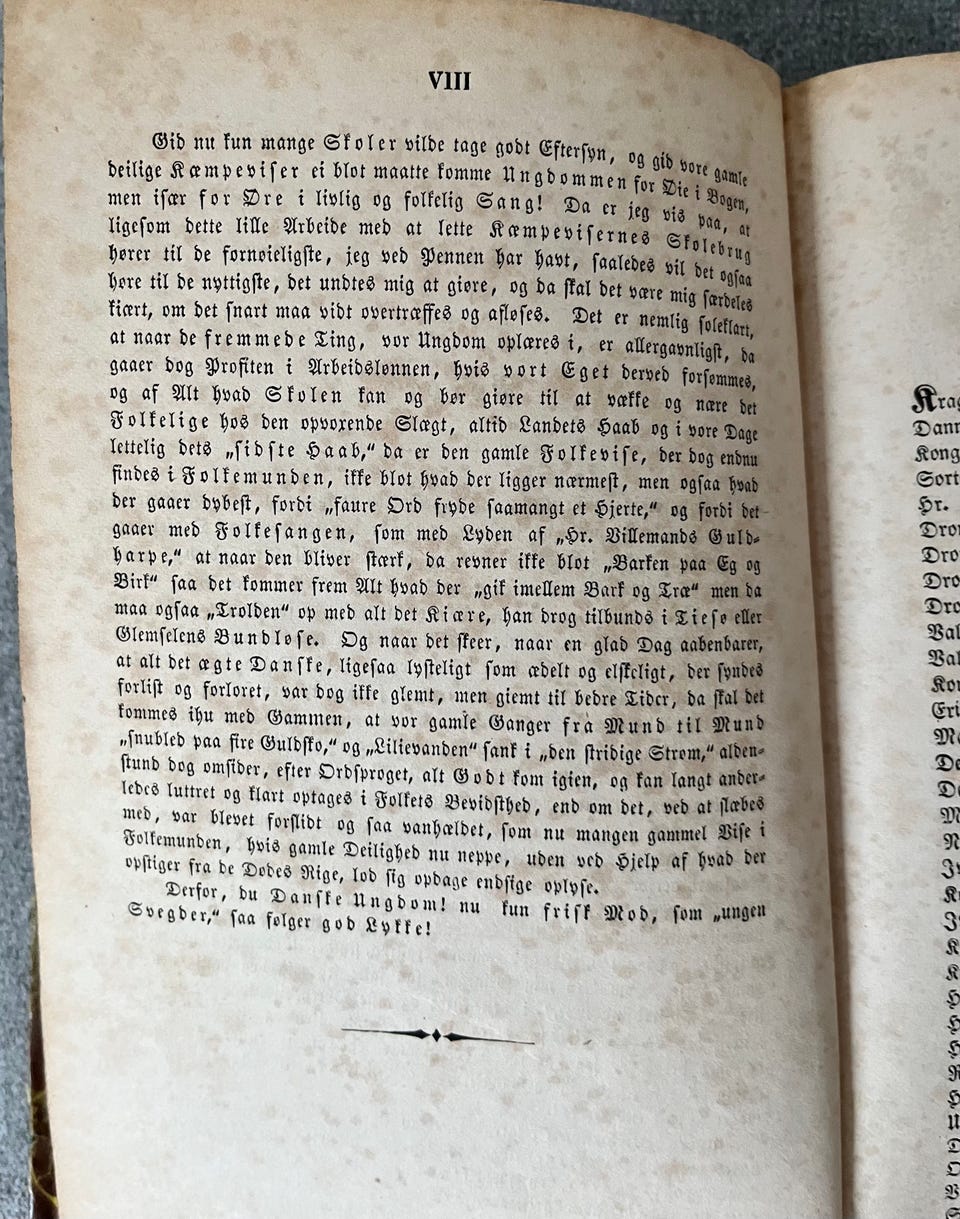 VIII
Gid nu kun mange Skoler vilde tage godt Eftersyn, og gid vore gamle
deilige Kæmpeviser ei blot maatte komme Ungdommen for Øie i Bogen,
men især for Øre i livlig og folkelig Sang! Da er jeg vis paa, at
ligesom dette lille Arbeide med at lette Kæmpevisernes Skolebrug
hører til de fornøieligste, jeg ved Pennen har havt, saaledes vil det ogsaa
høre til de nyttigste, det undtes mig at giøre, og da skal det være mig særdeles
kiært, om det snart maa vidt overtræffes og afløses. Det er nemlig soleklart,
at naar de fremmede Ting, vor Ungdom oplæres i, er allergavnligst, da
gaaer dog Profiten i Arbeidslønnen, hvis vort Eget derved forsømmes,
og af Alt hvad Skolen kan og bør giøre til at vække og nære det
Folkelige hos den opvoxende Slægt, altid Landets Haab og i vore Dage
lettelig dets „sidste Haab,“ da er den gamle Folkevise, der dog endnu
findes i Folkemunden, ikke blot hvad der ligger nærmest, men ogsaa hvad
der gaaer dybest, fordi „faure Ord fryde saamangt et Hjerte,“ og fordi det
gaaer med Folkesangen, som med Lyden af „Hr. Villemands Guld-
harpe,“ at naar den bliver stærk, da revner ikke blot „Barken paa Eg og
Birk“ saa det kommer frem Alt hvad der „gik imellem Bark og Træ“ men da
maa ogsaa „Trolden“ op med alt det Kiære, han drog tilbunds i Tiesø eller
Glemselens Bundløse. Og naar det skeer, naar en glad Dag aabenbarer,
at alt det ægte Danske, ligesaa lysteligt som ædelt og elskeligt, der syndes
forlist og forloret, var dog ikke glemt, men giemt til bedre Tider, da skal det
kommes ihu med Gammen, at vor gamle Ganger fra Mund til Mund
„snubled paa fire Guldsko,“ og „Lilievanden“ sank i „den stridige Strøm,“ alden-
stund dog omsider, efter Ordsproget, alt Godt kom igien, og kan langt ander-
ledes luttret og klart optages i Folkets Bevidsthed, end om det, ved at slæbes
med, var blevet forslidt og saa vanhældet, som nu mangen gammel Vise i
Folkemunden, hvis gamle Deilighed nu neppe, uden ved Hjelp af hvad der
opstiger fra de Dødes Rige, lod sig opdage endsige oplyse.
Derfor, du Danske Ungdom! nu kun frisk Mod, som „ungen
Svegder,“ saa følger god Lykke!